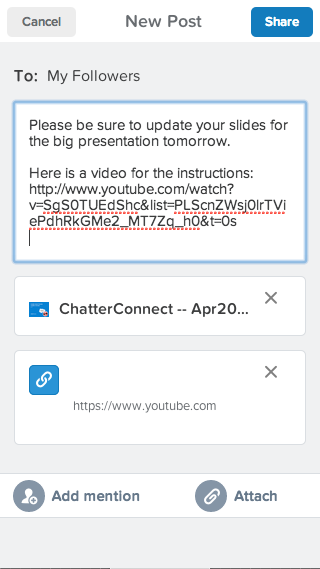 Cancel New Post Share
To: My Followers
Please be sure to update your slides for
the big presentation tomorrow.
Here is a video for the instructions:
http://www.youtube.com/watch?
v=SgS0TUEdShc&list=PLScnZWsj0lrTVi
ePdhRkGMe2_MT7Zq_h0&t=0s
ChatterConnect -- Apr20...
https://www.youtube.com
Add mention Attach